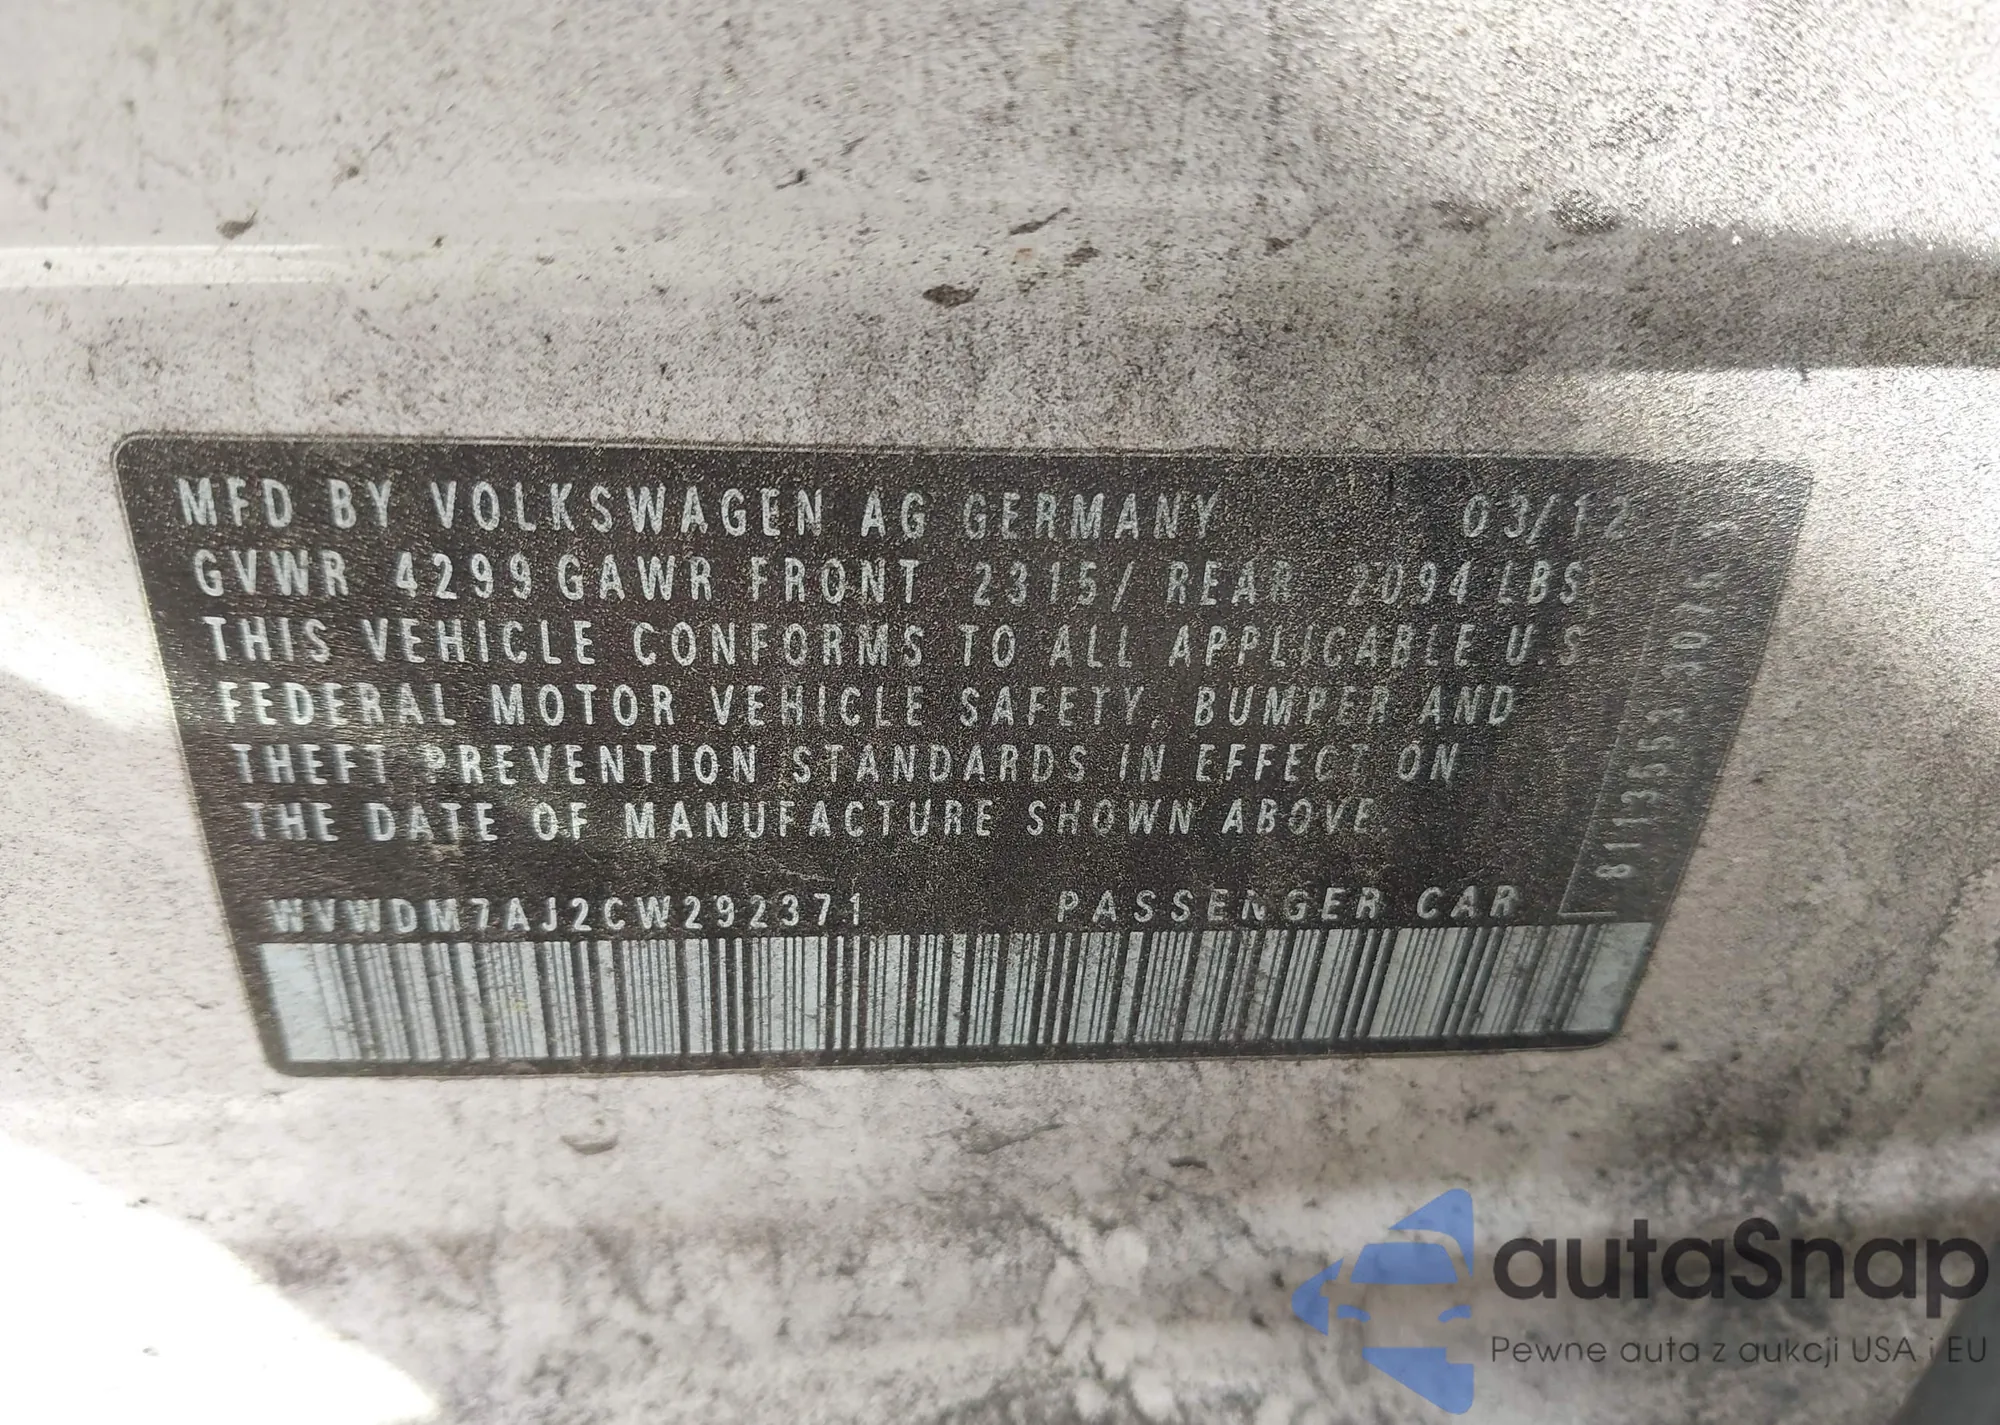 MFD BY VOLKSWAGEN AG GERMANY 03/12
GVWR 4299 GAWR FRONT 2315/ REAR 2094 LBS
THIS VEHICLE CONFORMS TO ALL APPLICABLE U.S.
FEDERAL MOTOR VEHICLE SAFETY, BUMPER AND
THEFT PREVENTION STANDARDS IN EFFECT ON
THE DATE OF MANUFACTURE SHOWN ABOVE.
WVWDM7AJ2CW292371 PASSENGER CAR
autaSnap
Pewne auta z aukcji USA i EU